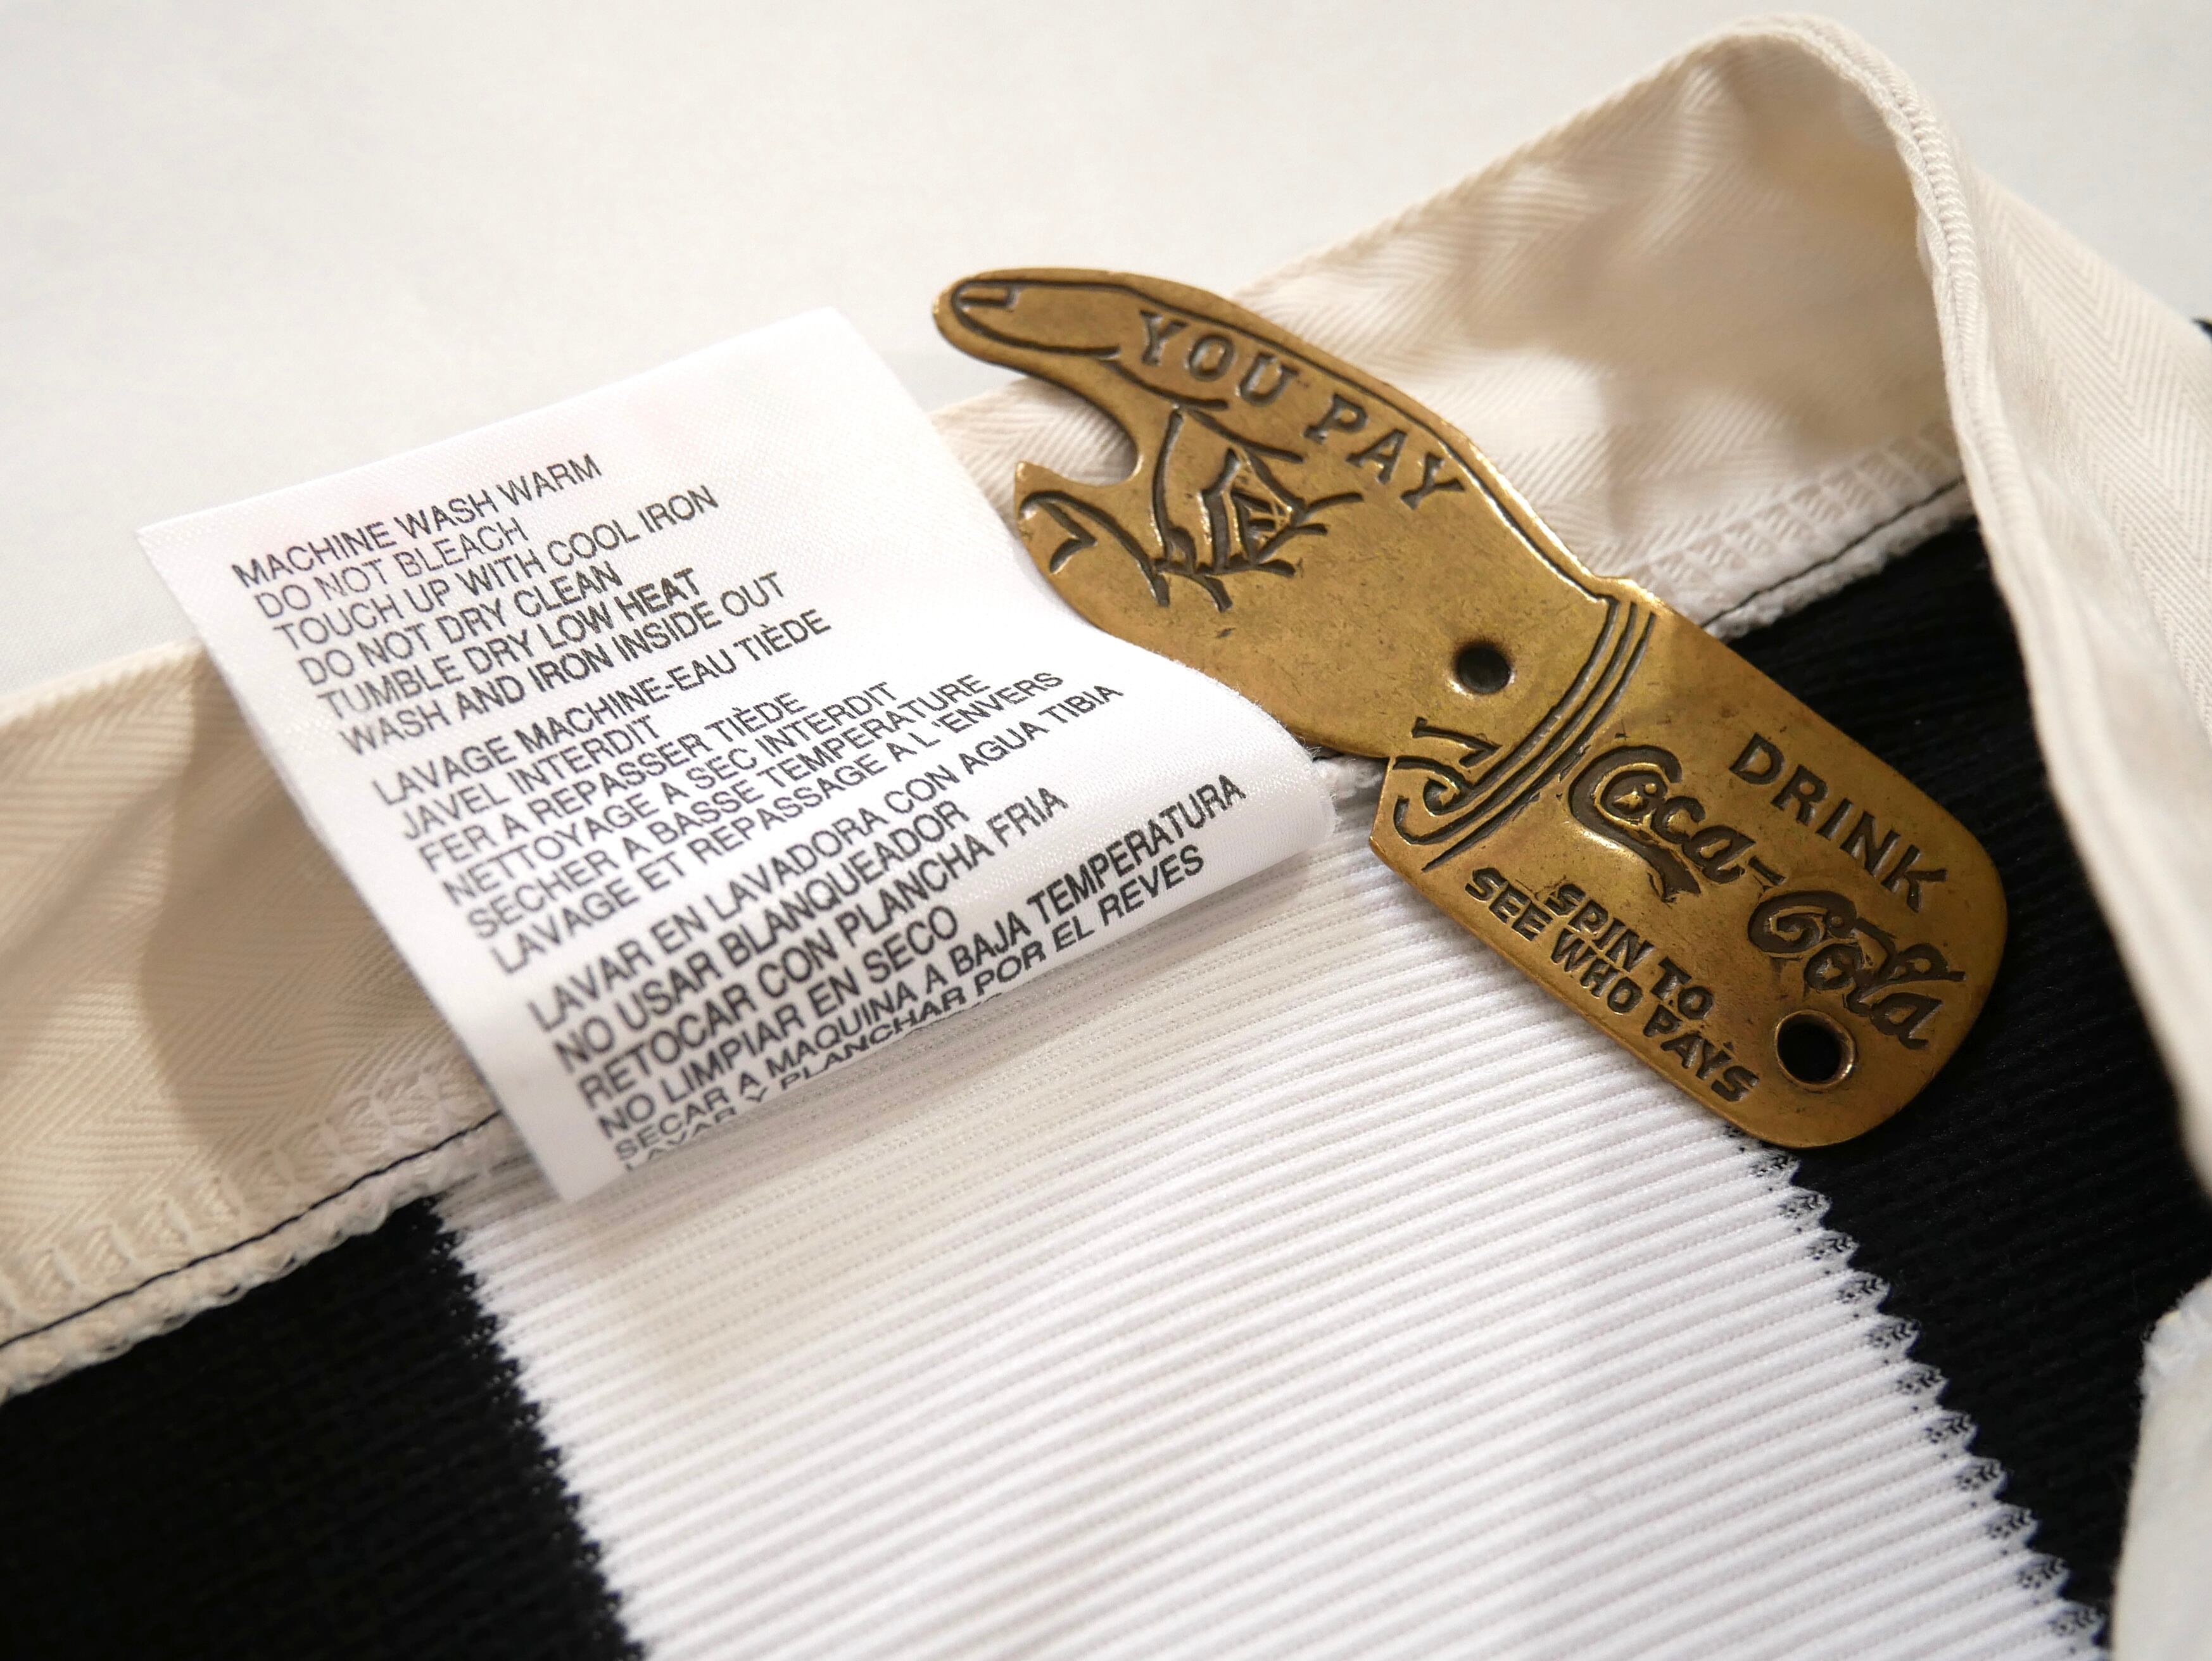 MACHINE WASH WARM
DO NOT BLEACH
TOUCH UP WITH COOL IRON
DO NOT DRY CLEAN
TUMBLE DRY LOW HEAT
WASH AND IRON INSIDE OUT
LAVAGE MACHINE-EAU TIÈDE
JAVEL INTERDIT
FER A REPASSER TIÈDE
NETTOYAGE A SEC INTERDIT
SECHER A BASSE TEMPERATURE
LAVAGE ET REPASSAGE A L'ENVERS
LAVAR EN LAVADORA CON AGUA TIBIA
NO USAR BLANQUEADOR
RETOCAR CON PLANCHA FRIA
NO LIMPIAR EN SECO
SECAR A MAQUINA A BAJA TEMPERATURA
LAVAR Y PLANCHAR POR EL REVES
YOU PAY
DRINK
Coca-Cola
SPIN TO
SEE WHO PAYS